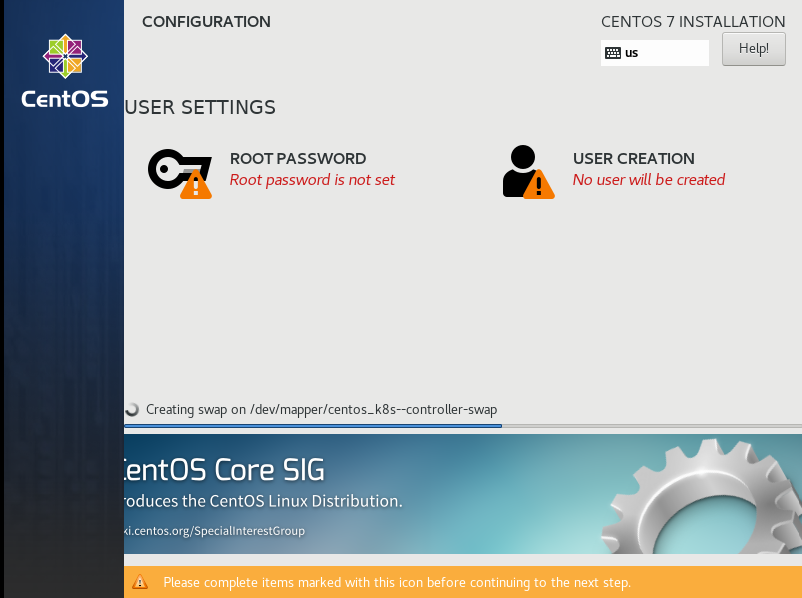 CONFIGURATION
CENTOS 7 INSTALLATION
us
Help!
CentOS
USER SETTINGS
ROOT PASSWORD
Root password is not set
USER CREATION
No user will be created
Creating swap on /dev/mapper/centos_k8s--controller-swap
CentOS Core SIG
roduces the CentOS Linux Distribution.
ki.centos.org/SpecialInterestGroup
Please complete items marked with this icon before continuing to the next step.